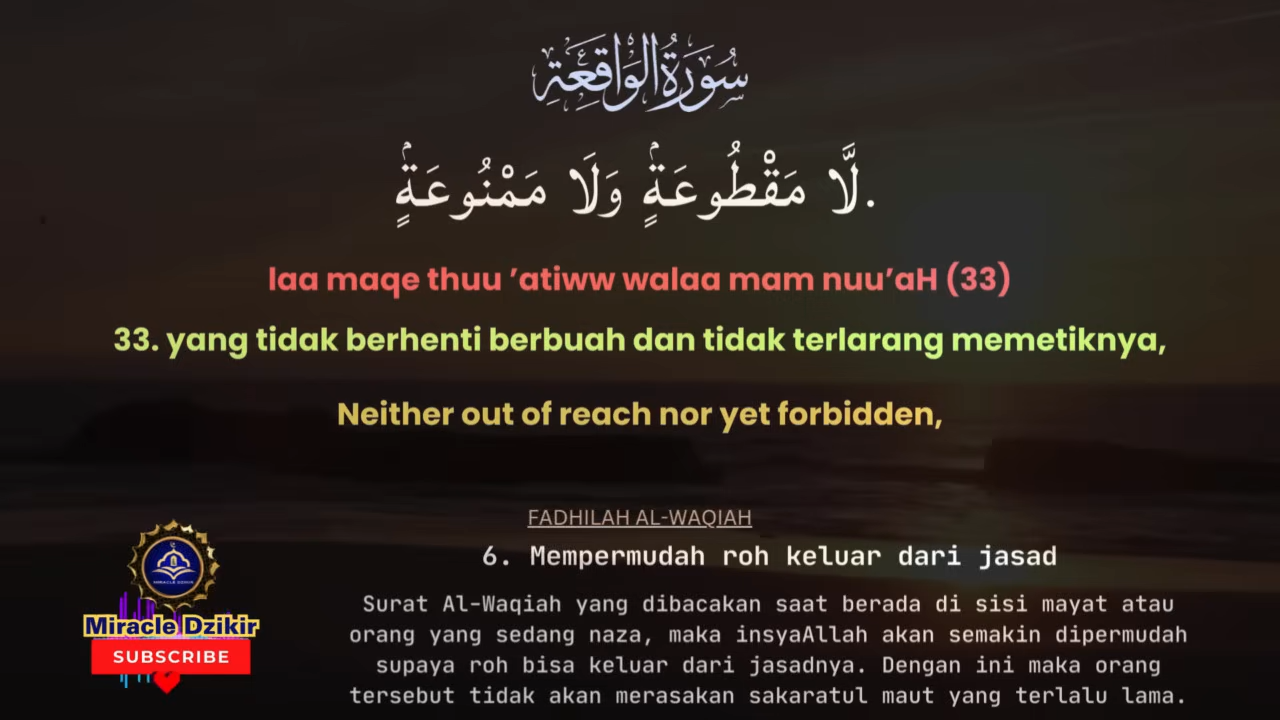 سُورَةُ الْوَاقِعَةِ
لَّا مَقْطُوعَةٍۢ وَلَا مَمْنُوعَةٍۢ.
laa maqe thuu ’atiww walaa mam nuu’aH (33)
33. yang tidak berhenti berbuah dan tidak terlarang memetiknya,
Neither out of reach nor yet forbidden,
FADHILAH AL-WAQIAH
6. Mempermudah roh keluar dari jasad
Surat Al-Waqiah yang dibacakan saat berada di sisi mayat atau
orang yang sedang naza, maka insyaAllah akan semakin dipermudah
supaya roh bisa keluar dari jasadnya. Dengan ini maka orang
tersebut tidak akan merasakan sakaratul maut yang terlalu lama.
MIRACLE DZIKIR
Miracle Dzikir
SUBSCRIBE